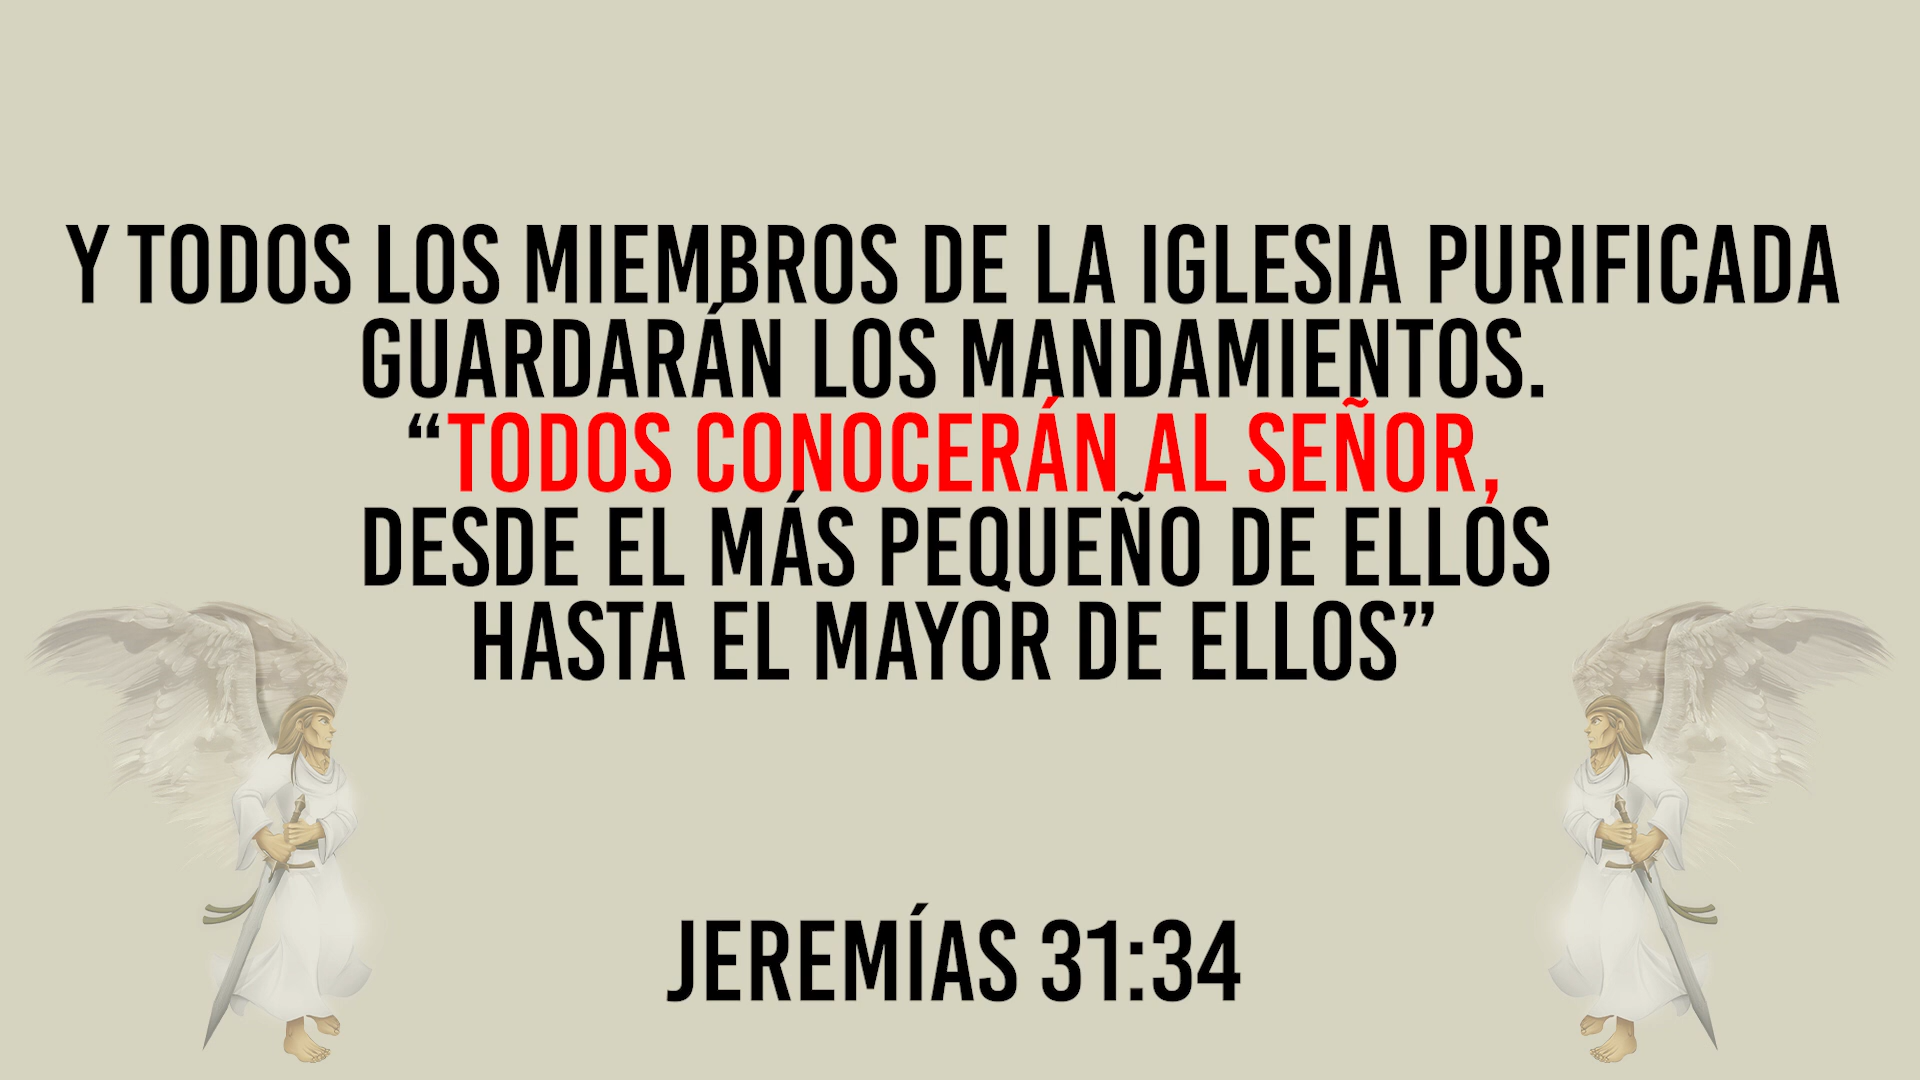 Y TODOS LOS MIEMBROS DE LA IGLESIA PURIFICADA
GUARDARÁN LOS MANDAMIENTOS.
“TODOS CONOCERÁN AL SEÑOR,
DESDE EL MÁS PEQUEÑO DE ELLOS
HASTA EL MAYOR DE ELLOS”
JEREMÍAS 31:34